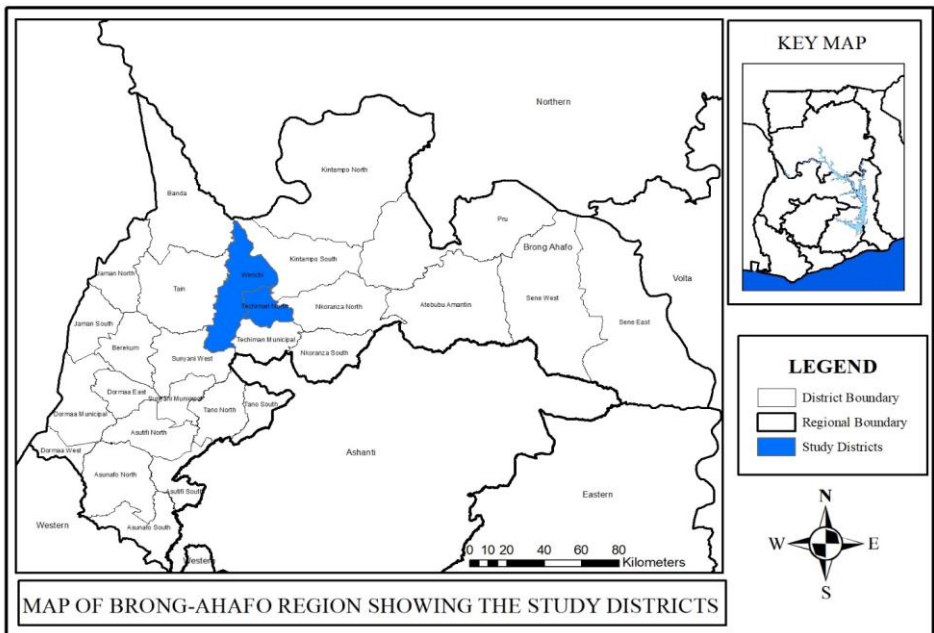 KEY MAP
Northern
Kintampo North
Banda
Pru
Brong Ahafo
Kintampo South
Wenchi
Jaman North
Tain
Volta
Techiman North
Nkoranza North
Atebubu Amantin
Sene West
Sene East
Jaman South
Techiman Municipal
Berekum
Sunyani West
Nkoranza South
LEGEND
District Boundary
Regional Boundary
Study Districts
Dormaa East
Sunyani Municipal
Tano South
Dormaa Municipal
Tano North
Asutifi North
Dormaa West
Ashanti
Asunafo North
Asutifi South
Eastern
Western
Asunafo South
Western
0 10 20 40 60 80
Kilometers
N
W E
S
MAP OF BRONG-AHAFO REGION SHOWING THE STUDY DISTRICTS